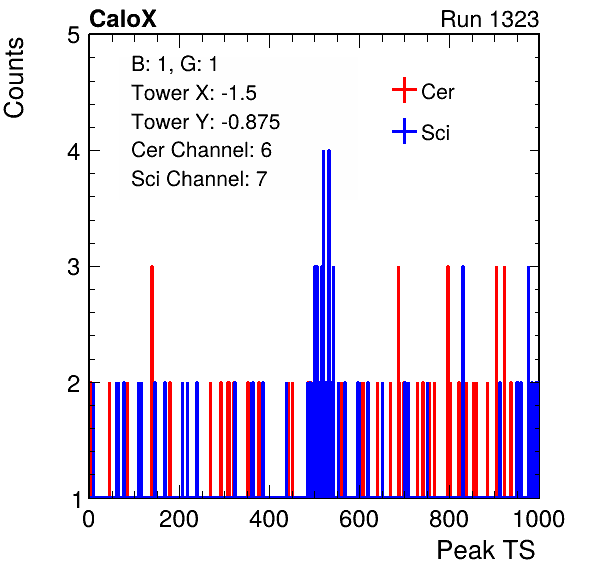 CaloX Run 1323
Counts
5
B: 1, G: 1
Tower X: -1.5
Cer
Tower Y: -0.875
Sci
4
Cer Channel: 6
Sci Channel: 7
3
2
1
0 200 400 600 800 1000
Peak TS